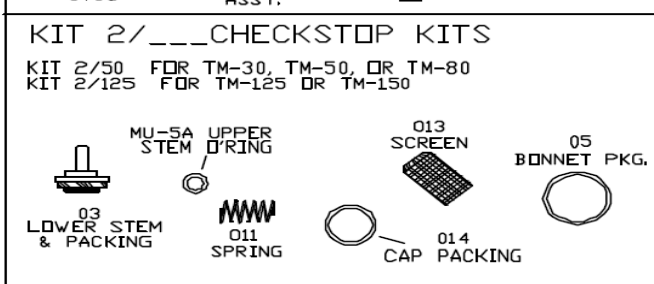 ASST.
KIT 2/___CHECKSTOP KITS
KIT 2/50 FOR TM-30, TM-50, OR TM-80
KIT 2/125 FOR TM-125 OR TM-150
MU-5A UPPER
STEM O'RING
013
SCREEN
05
BONNET PKG.
03
LOWER STEM
& PACKING
011
SPRING
014
CAP PACKING